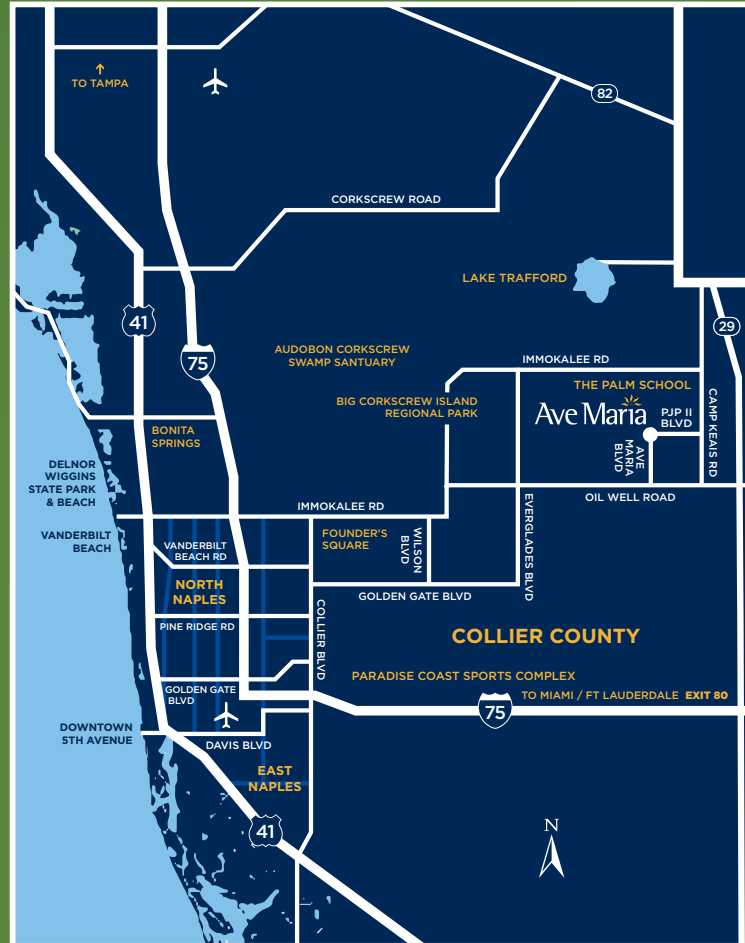 TO TAMPA
82
CORKSCREW ROAD
LAKE TRAFFORD
41
29
75
AUDOBON CORKSCREW
SWAMP SANTUARY
IMMOKALEE RD
THE PALM SCHOOL
BIG CORKSCREW ISLAND
REGIONAL PARK
Ave Maria
PJP II
BLVD
CAMP KEAIS RD
AVE
MARIA
BLVD
BONITA
SPRINGS
DELNOR
WIGGINS
STATE PARK
& BEACH
OIL WELL ROAD
IMMOKALEE RD
EVERGLADES BLVD
VANDERBILT
BEACH
FOUNDER'S
SQUARE
WILSON
BLVD
VANDERBILT
BEACH RD
NORTH
NAPLES
GOLDEN GATE BLVD
COLLIER BLVD
PINE RIDGE RD
COLLIER COUNTY
PARADISE COAST SPORTS COMPLEX
GOLDEN GATE
BLVD
TO MIAMI / FT LAUDERDALE EXIT 80
75
DOWNTOWN
5TH AVENUE
DAVIS BLVD
EAST
NAPLES
41
N